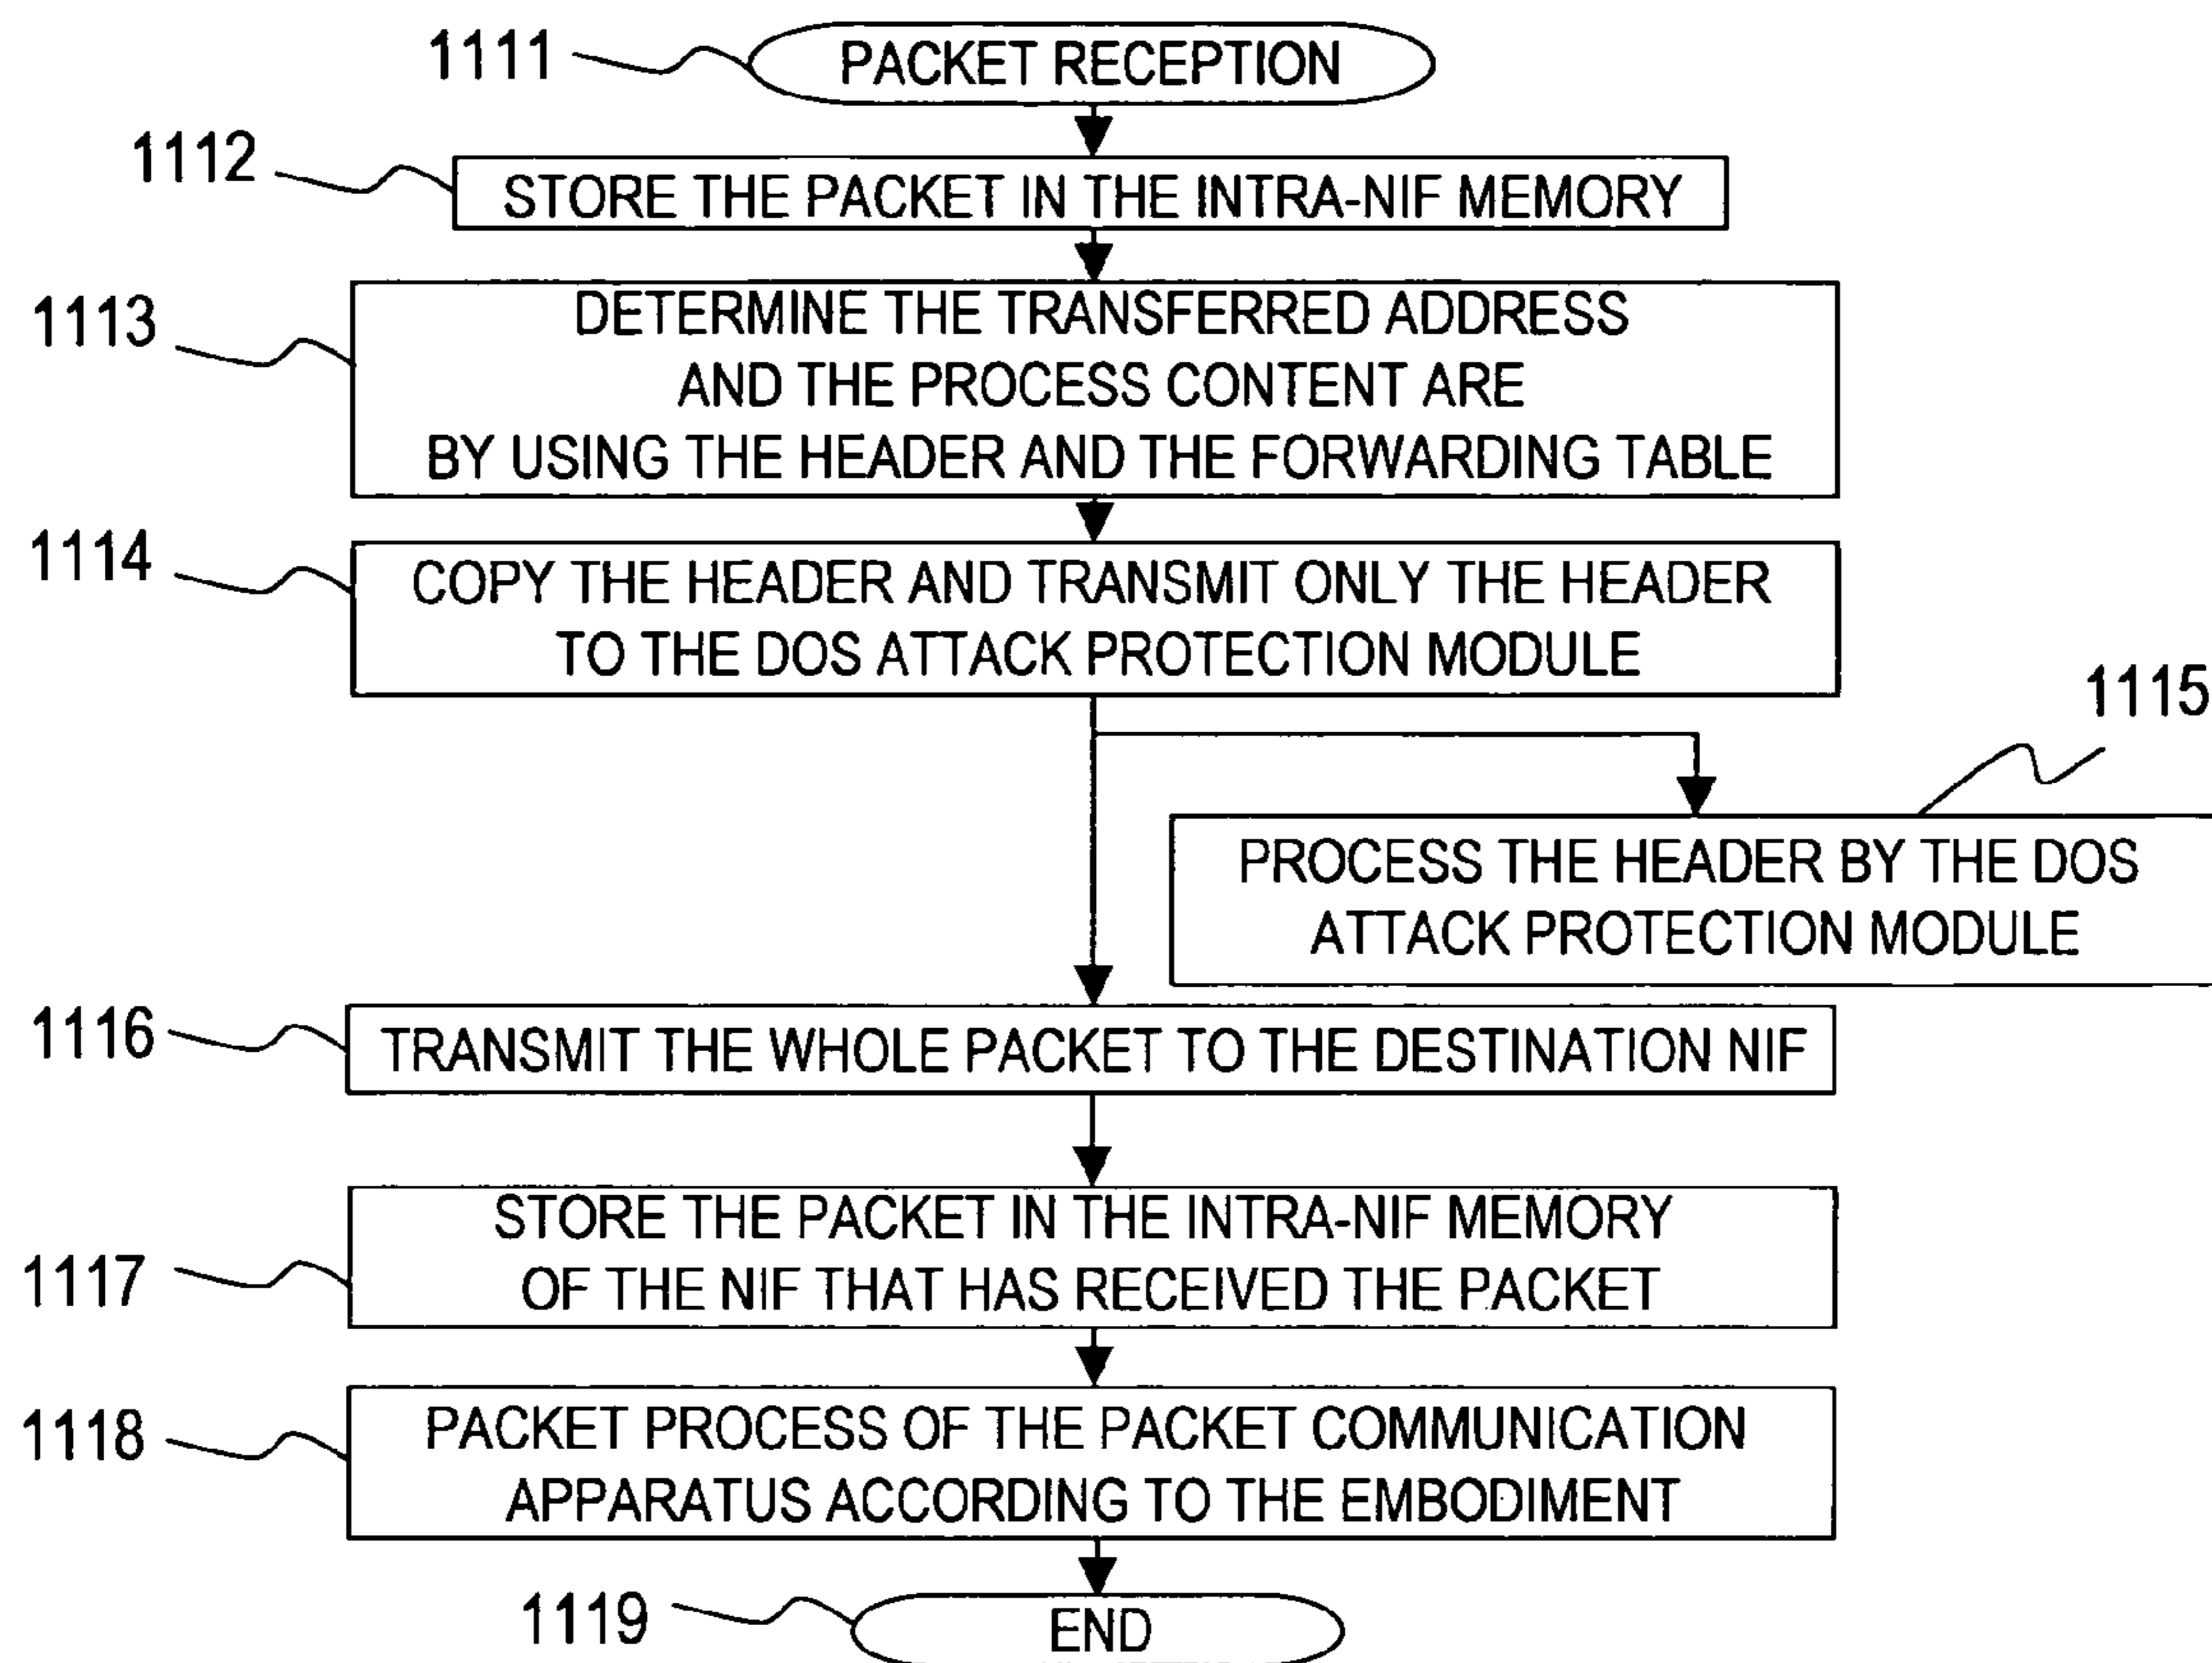 1111
PACKET RECEPTION
1112
STORE THE PACKET IN THE INTRA-NIF MEMORY
1113
DETERMINE THE TRANSFERRED ADDRESS
AND THE PROCESS CONTENT ARE
BY USING THE HEADER AND THE FORWARDING TABLE
1114
COPY THE HEADER AND TRANSMIT ONLY THE HEADER
TO THE DOS ATTACK PROTECTION MODULE
1115
PROCESS THE HEADER BY THE DOS
ATTACK PROTECTION MODULE
1116
TRANSMIT THE WHOLE PACKET TO THE DESTINATION NIF
1117
STORE THE PACKET IN THE INTRA-NIF MEMORY
OF THE NIF THAT HAS RECEIVED THE PACKET
1118
PACKET PROCESS OF THE PACKET COMMUNICATION
APPARATUS ACCORDING TO THE EMBODIMENT
1119
END